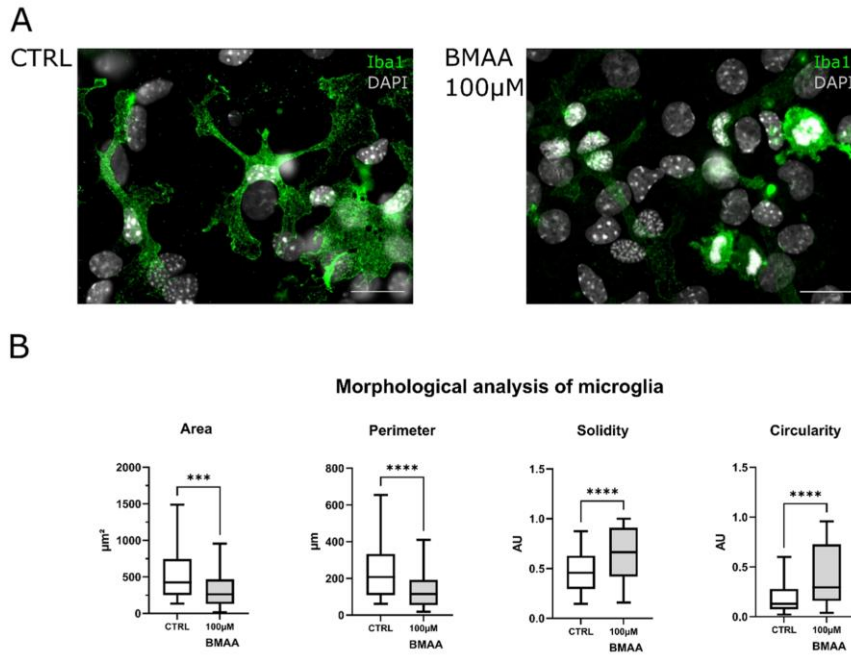 A
CTRL
Iba1
DAPI
BMAA
100µM
Iba1
DAPI
B
Morphological analysis of microglia
Area
2000
1500
1000
500
0
µm²
***
CTRL
100µM
BMAA
Perimeter
800
600
400
200
0
µm
****
CTRL
100µM
BMAA
Solidity
1.5
1.0
0.5
0.0
AU
****
CTRL
100µM
BMAA
Circularity
1.5
1.0
0.5
0.0
AU
****
CTRL
100µM
BMAA